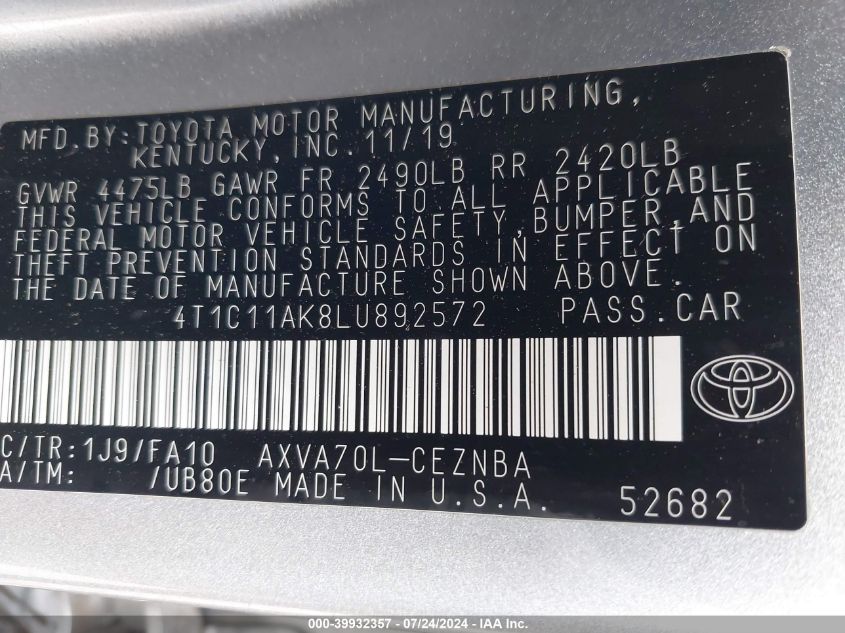 MFD.BY:TOYOTA MOTOR MANUFACTURING,
KENTUCKY,INC. 11/19
GVWR 4475LB GAWR FR 2490LB RR 2420LB
THIS VEHICLE CONFORMS TO ALL APPLICABLE
FEDERAL MOTOR VEHICLE SAFETY,BUMPER,AND
THEFT PREVENTION STANDARDS IN EFFECT ON
THE DATE OF MANUFACTURE SHOWN ABOVE.
4T1C11AK8LU892572 PASS.CAR
C/TR:1J9/FA10 AXVA70L-CEZNBA
A/TM: /UB80E MADE IN U.S.A. 52682
000-39932357 - 07/24/2024 - IAA Inc.